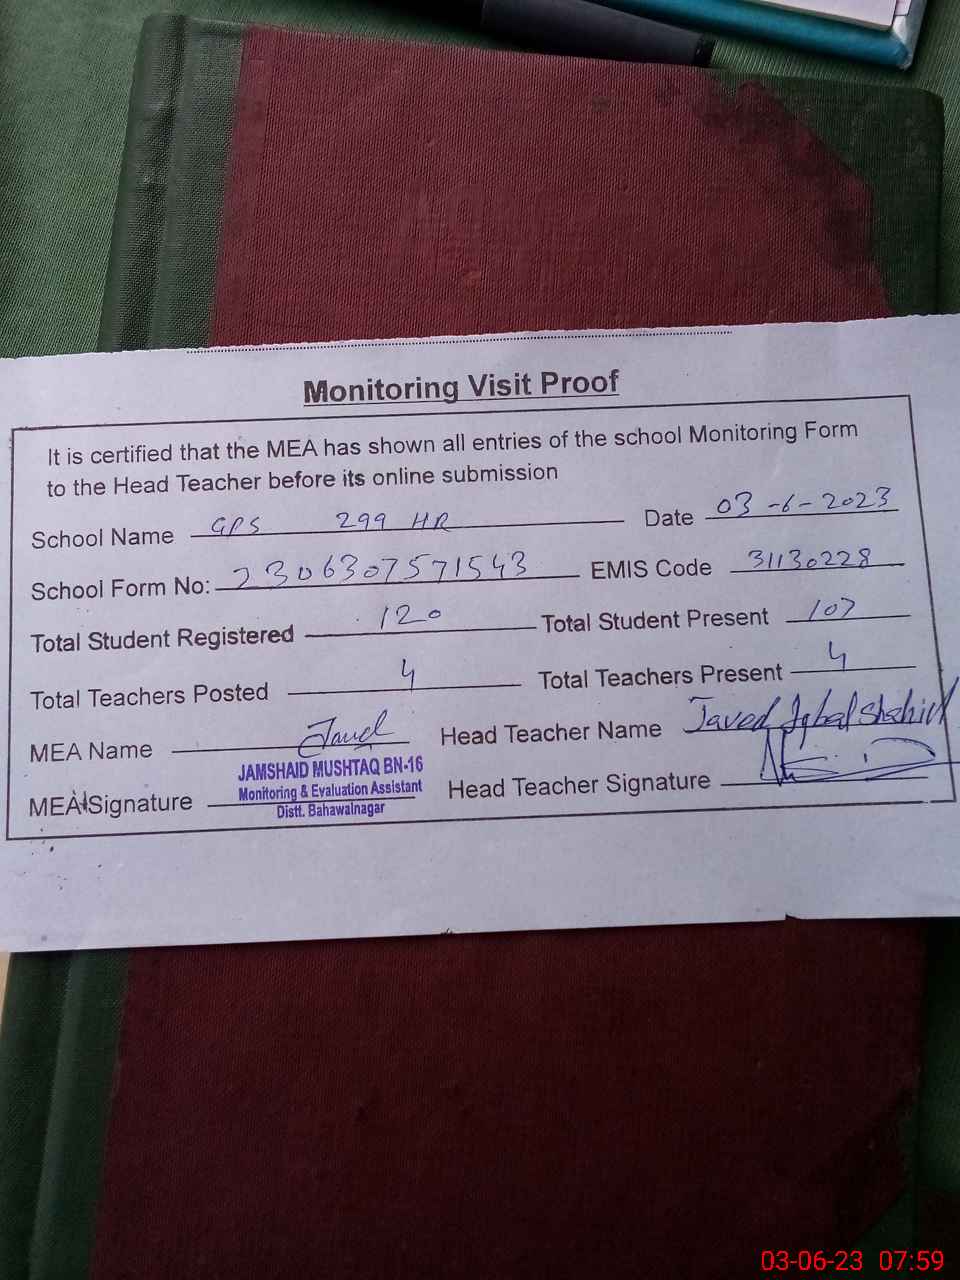 Monitoring Visit Proof
It is certified that the MEA has shown all entries of the school Monitoring Form
to the Head Teacher before its online submission
School Name GPS 299 HR Date 03-6-2023
School Form No: 2306307571543 EMIS Code 31130228
Total Student Registered 120 Total Student Present 107
Total Teachers Posted 4 Total Teachers Present 4
MEA Name Head Teacher Name Javed Iqbal Shahid
JAMSHAID MUSHTAQ BN-16
MEA Signature Monitoring & Evaluation Assistant Head Teacher Signature
Distt. Bahawalnagar
03-06-23 07:59